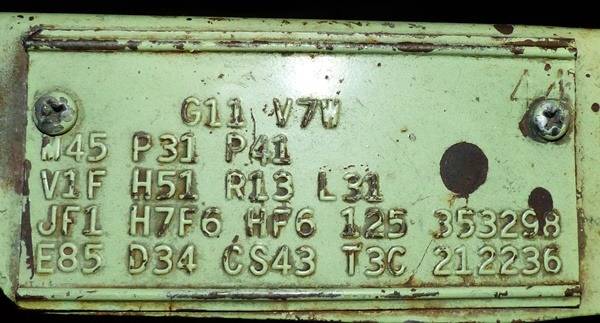 G11 V7W
M45 P31 P41
V1F H51 R13 L31
JF1 H7F6 HF6 125 353298
E85 D34 CS43 T3C 212236